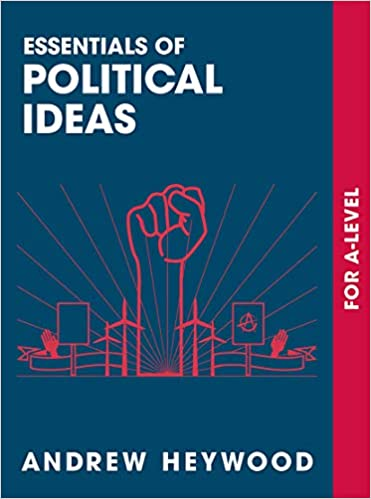 ESSENTIALS OF
POLITICAL
IDEAS
FOR A-LEVEL
ANDREW HEYWOOD